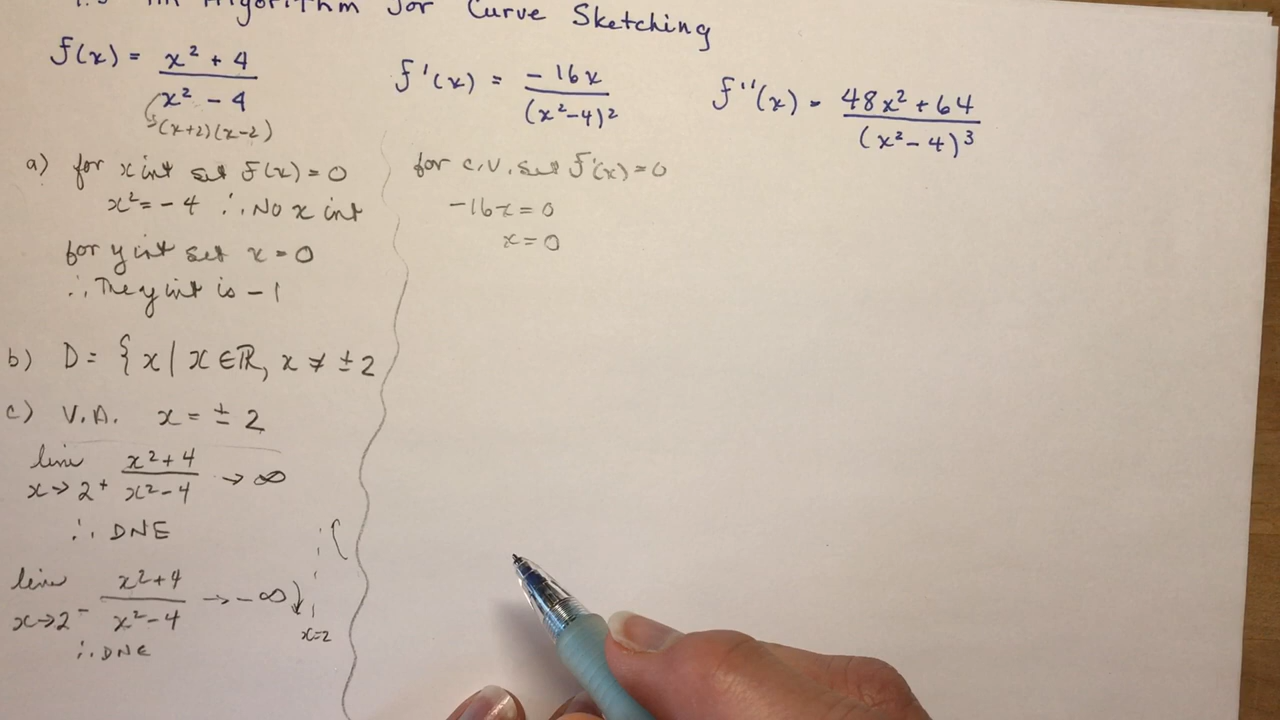 An Algorithm for Curve Sketching
f(x) = x² + 4 / x² - 4
(x+2)(x-2)
f'(x) = -16x / (x²-4)²
f''(x) = 48x² + 64 / (x²-4)³
a) for x int set f(x) = 0
x² = -4 ∴ No x int
for y int set x = 0
∴ The y int is -1
b) D = { x | x ∈ ℝ, x ≠ ± 2
c) V.A. x = ± 2
lim x→2⁺ x²+4 / x²-4 → ∞
∴ DNE
lim x→2⁻ x²+4 / x²-4 → -∞
∴ DNE
x=2
for c.v. set f'(x) = 0
-16x = 0
x = 0